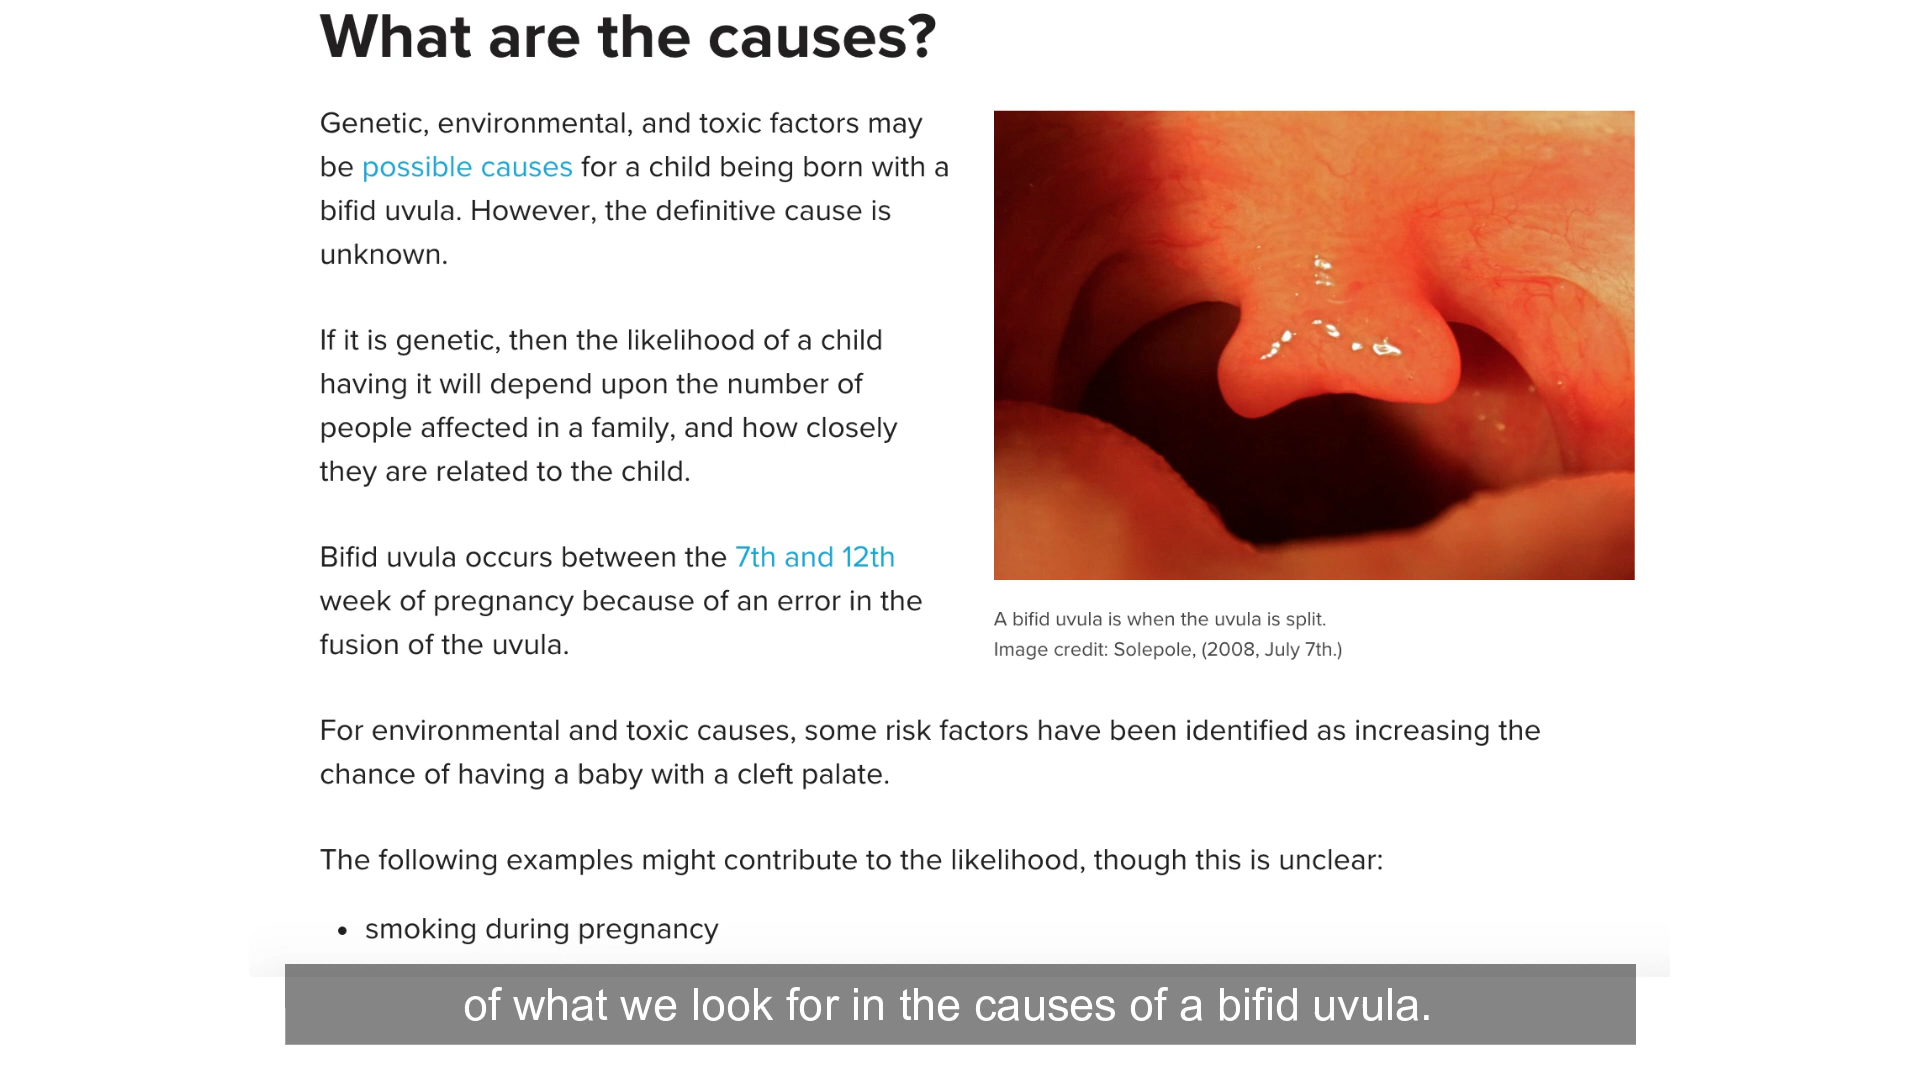 What are the causes?
Genetic, environmental, and toxic factors may
be possible causes for a child being born with a
bifid uvula. However, the definitive cause is
unknown.
If it is genetic, then the likelihood of a child
having it will depend upon the number of
people affected in a family, and how closely
they are related to the child.
Bifid uvula occurs between the 7th and 12th
week of pregnancy because of an error in the
fusion of the uvula.
A bifid uvula is when the uvula is split.
Image credit: Solepole, (2008, July 7th.)
For environmental and toxic causes, some risk factors have been identified as increasing the
chance of having a baby with a cleft palate.
The following examples might contribute to the likelihood, though this is unclear:
• smoking during pregnancy
of what we look for in the causes of a bifid uvula.